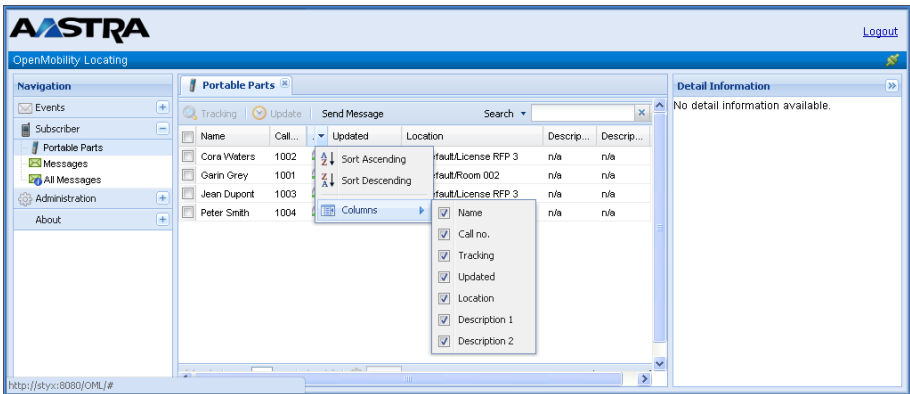 AASTRA
Logout
OpenMobility Locating
Navigation
Events
Subscriber
Portable Parts
Messages
All Messages
Administration
About
Portable Parts
Tracking Update Send Message Search
Name Call... . Updated Location Descrip... Descrip...
Cora Waters 1002 fault/License RFP 3 n/a n/a
Garin Grey 1001 fault/Room 002 n/a n/a
Jean Dupont 1003 fault/License RFP 3 n/a n/a
Peter Smith 1004 n/a n/a
Sort Ascending
Sort Descending
Columns
Name
Call no.
Tracking
Updated
Location
Description 1
Description 2
Detail Information
No detail information available.
http://styx:8080/OML/#